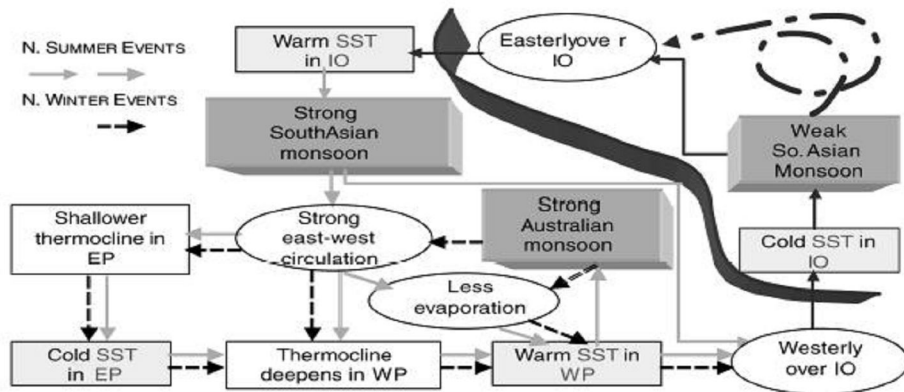 N. SUMMER EVENTS
N. WINTER EVENTS
Warm SST
in IO
Easterlyove r
IO
Strong
SouthAsian
monsoon
Weak
So. Asian
Monsoon
Shallower
thermocline in
EP
Strong
east-west
circulation
Strong
Australian
monsoon
Cold SST in
IO
Less
evaporation
Cold SST
in EP
Thermocline
deepens in WP
Warm SST in
WP
Westerly
over IO